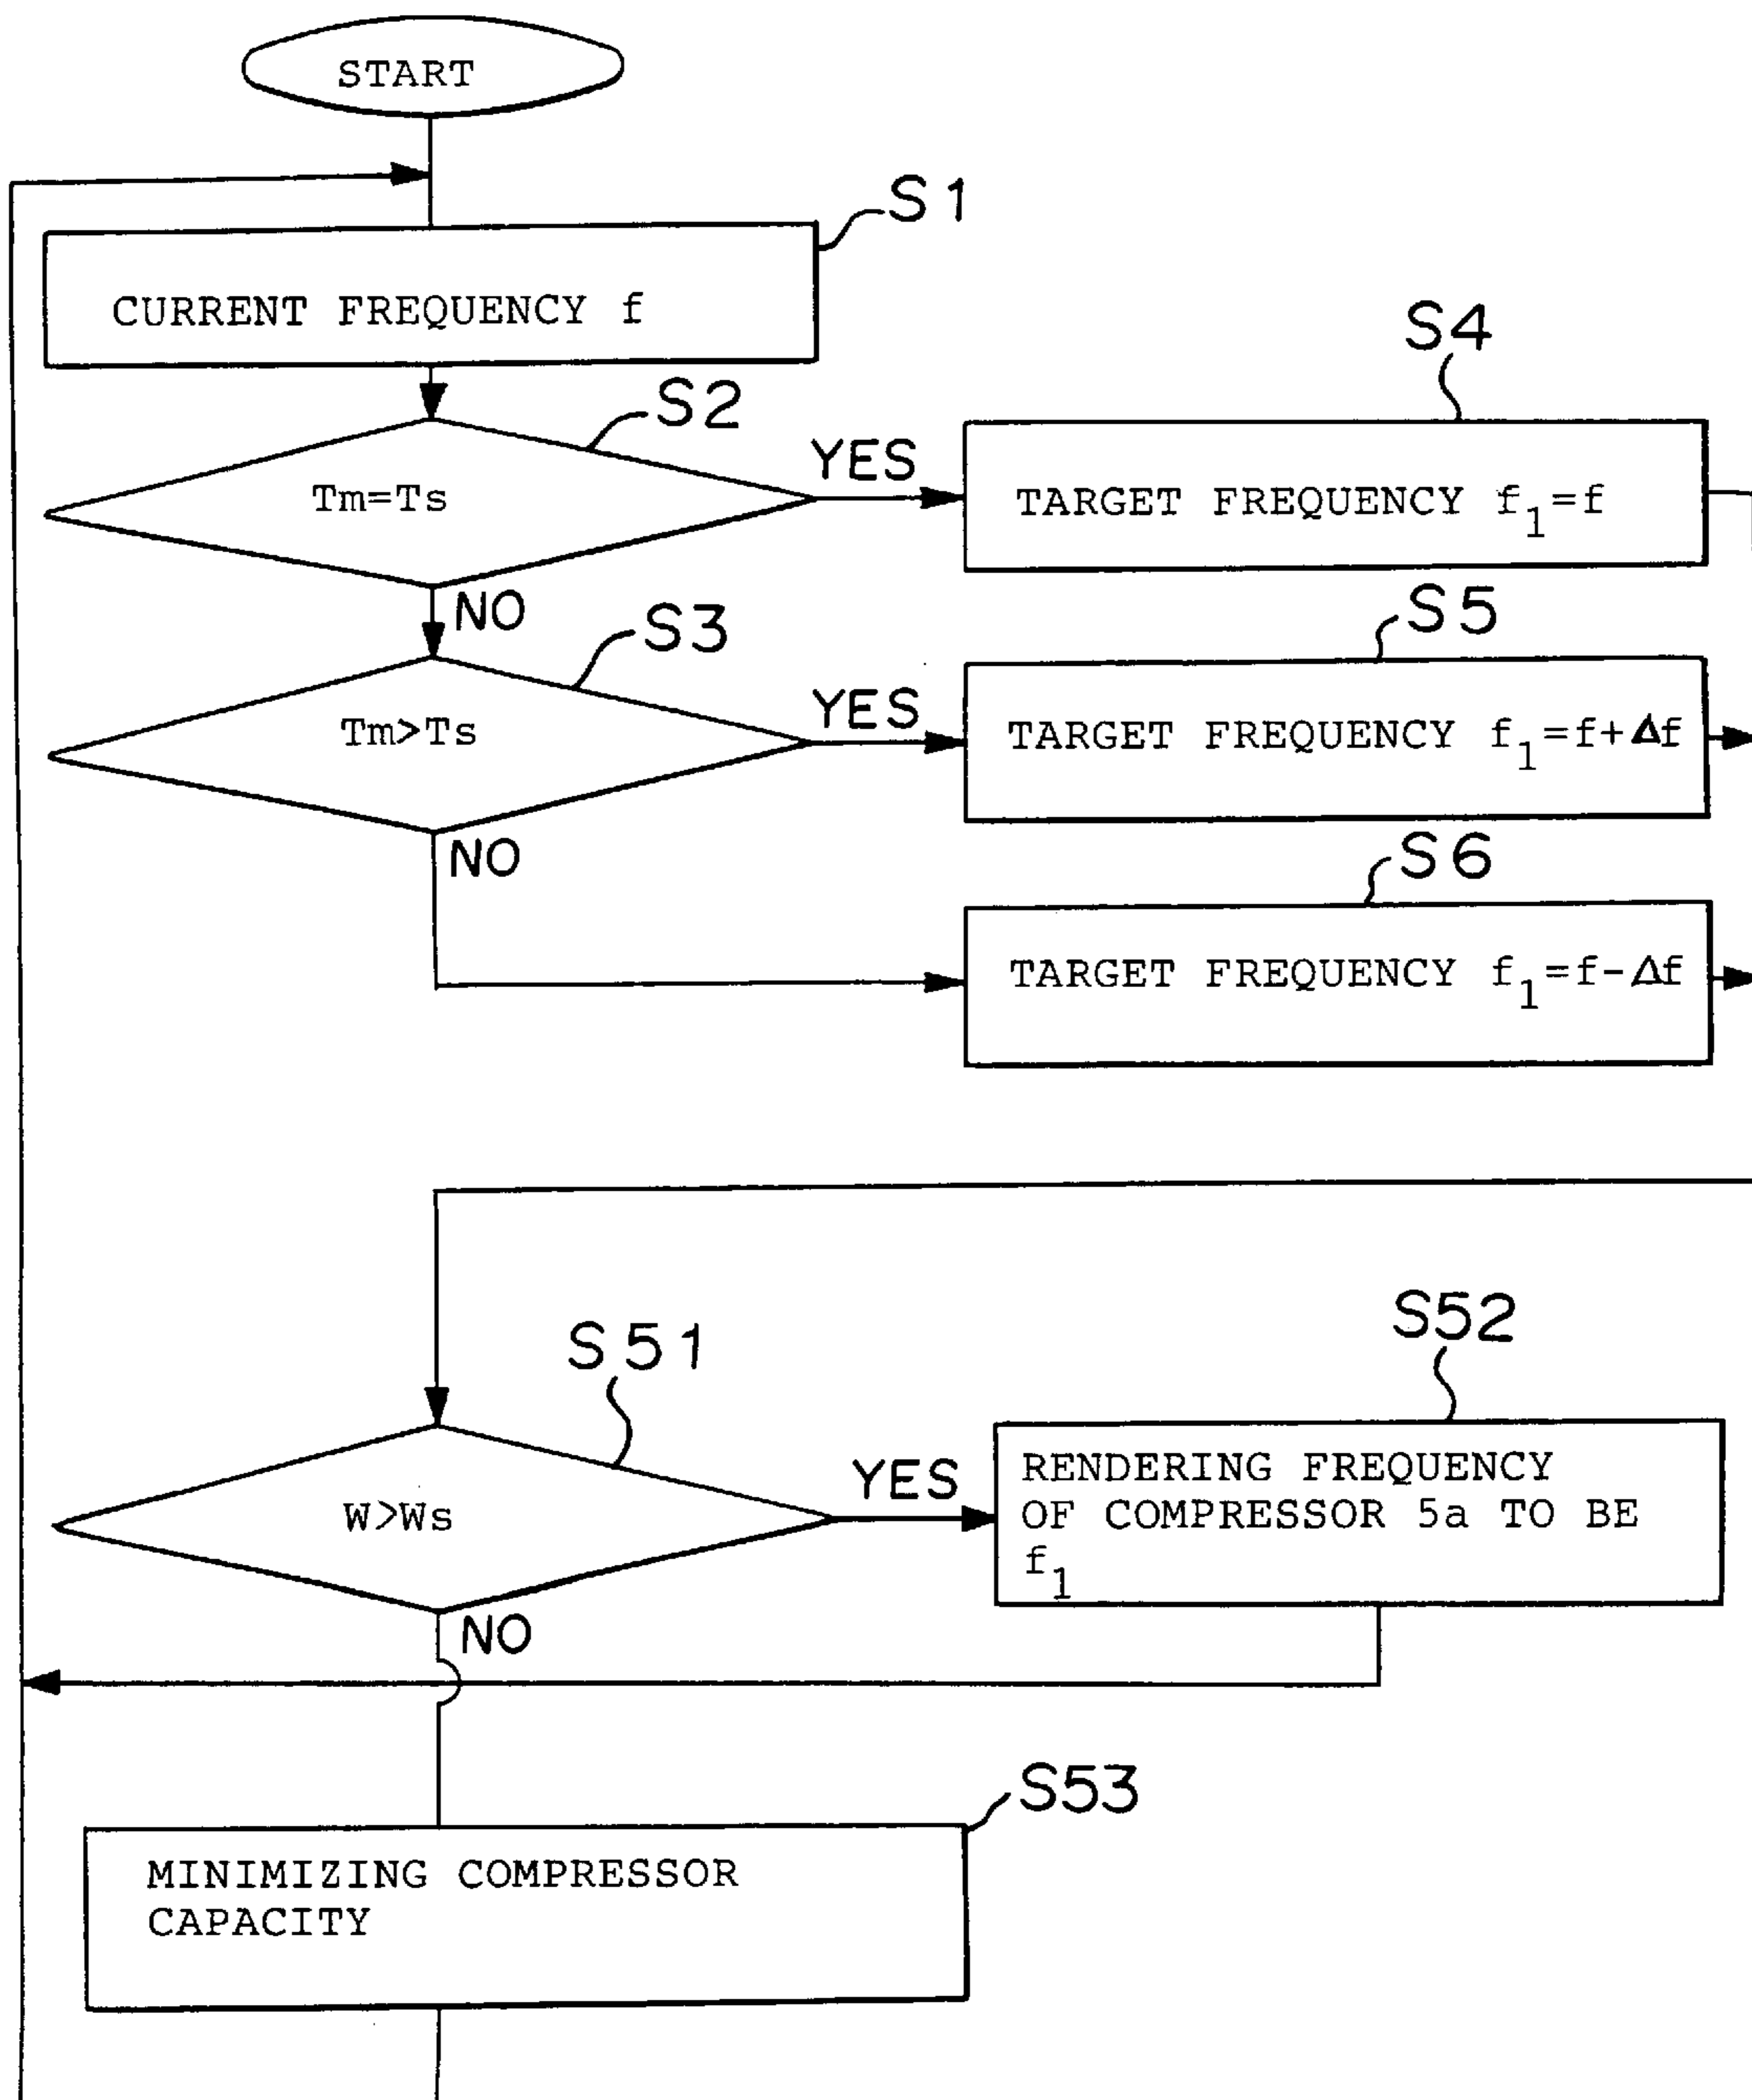 START
S1
CURRENT FREQUENCY f
S2
S4
Tm=Ts
YES
TARGET FREQUENCY f₁=f
NO
S3
S5
Tm>Ts
YES
TARGET FREQUENCY f₁=f+Δf
NO
S6
TARGET FREQUENCY f₁=f-Δf
S51
S52
W>Ws
YES
RENDERING FREQUENCY
OF COMPRESSOR 5a TO BE
f₁
NO
S53
MINIMIZING COMPRESSOR
CAPACITY